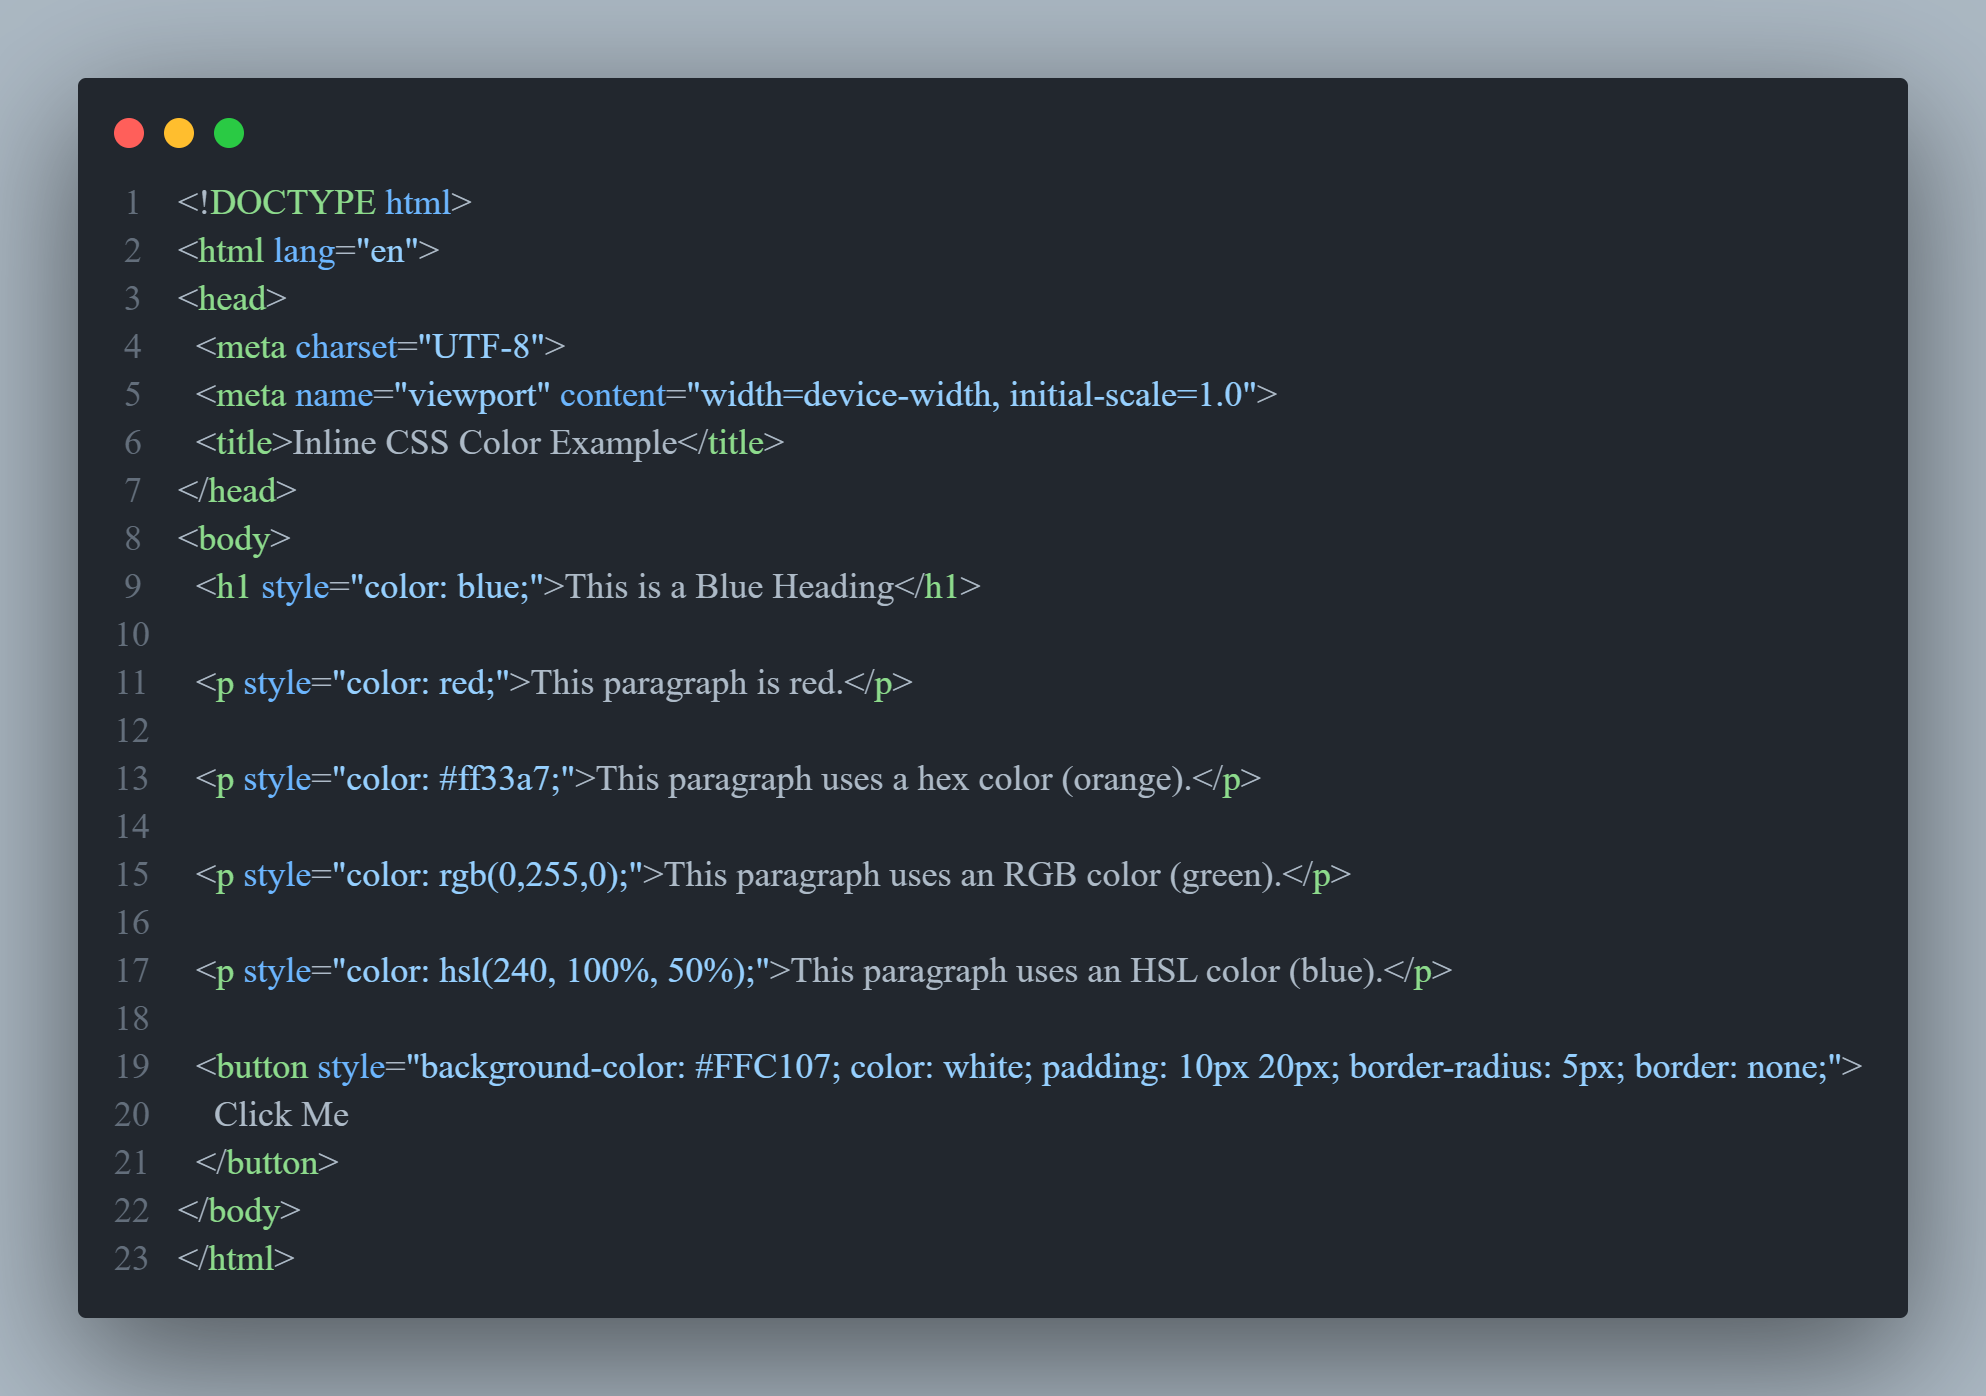 1 <!DOCTYPE html>
2 <html lang="en">
3 <head>
4   <meta charset="UTF-8">
5   <meta name="viewport" content="width=device-width, initial-scale=1.0">
6   <title>Inline CSS Color Example</title>
7 </head>
8 <body>
9   <h1 style="color: blue;">This is a Blue Heading</h1>
10
11   <p style="color: red;">This paragraph is red.</p>
12
13   <p style="color: #ff33a7;">This paragraph uses a hex color (orange).</p>
14
15   <p style="color: rgb(0,255,0);">This paragraph uses an RGB color (green).</p>
16
17   <p style="color: hsl(240, 100%, 50%);">This paragraph uses an HSL color (blue).</p>
18
19   <button style="background-color: #FFC107; color: white; padding: 10px 20px; border-radius: 5px; border: none;">
20     Click Me
21   </button>
22 </body>
23 </html>